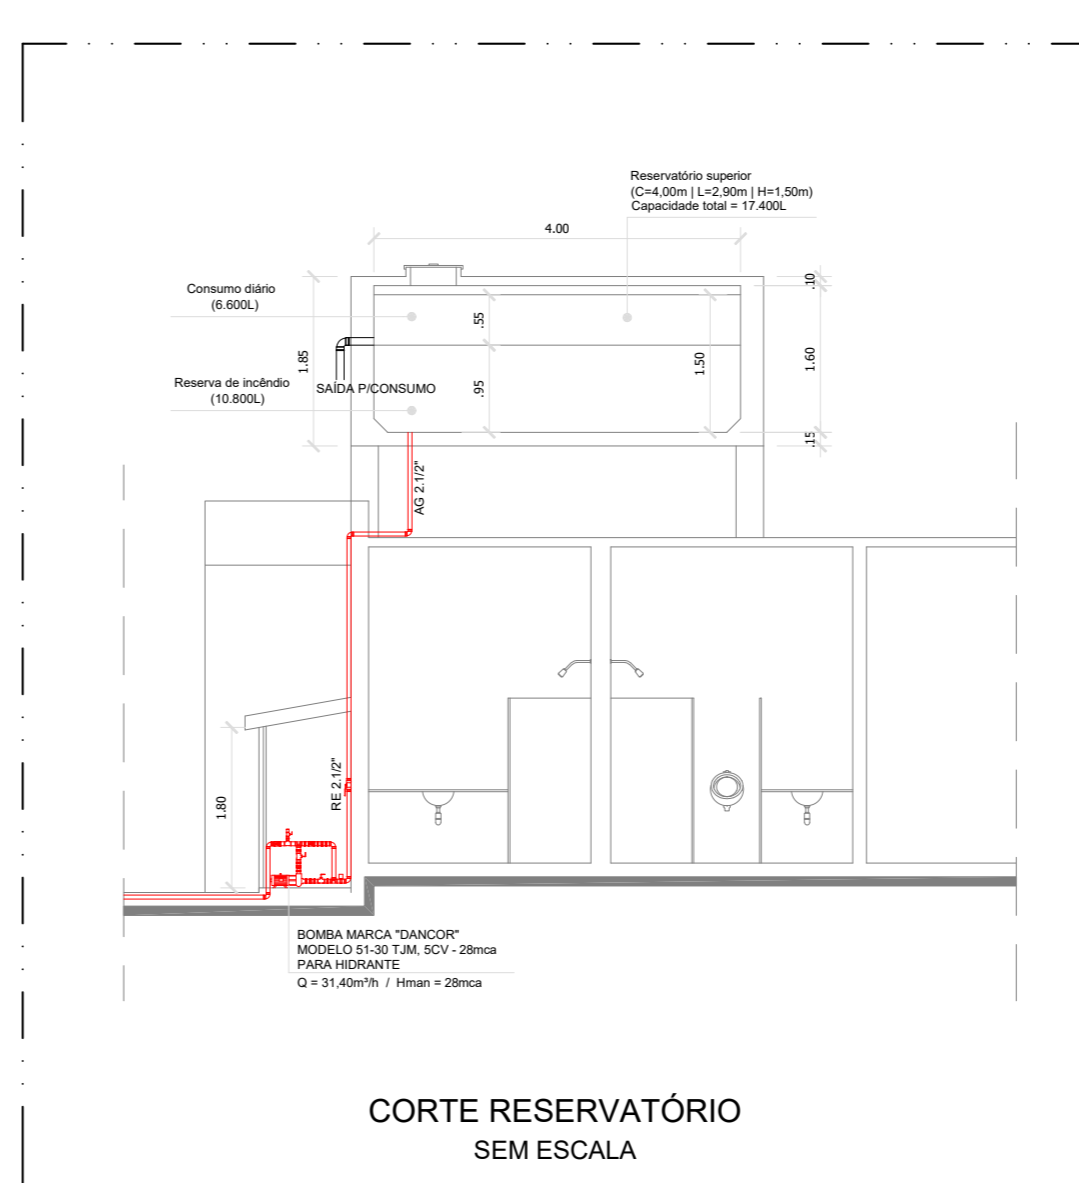 Reservatório superior
(C=4,00m | L=2,90m | H=1,50m)
Capacidade total = 17.400L
4.00
.10
Consumo diário
(6.600L)
.55
1.85
1.50
1.60
Reserva de incêndio
(10.800L)
SAÍDA P/CONSUMO
.95
.15
AG 2.1/2"
RE 2.1/2"
1.80
BOMBA MARCA "DANCOR"
MODELO 51-30 TJM, 5CV - 28mca
PARA HIDRANTE
Q = 31,40m³/h / Hman = 28mca
CORTE RESERVATÓRIO
SEM ESCALA